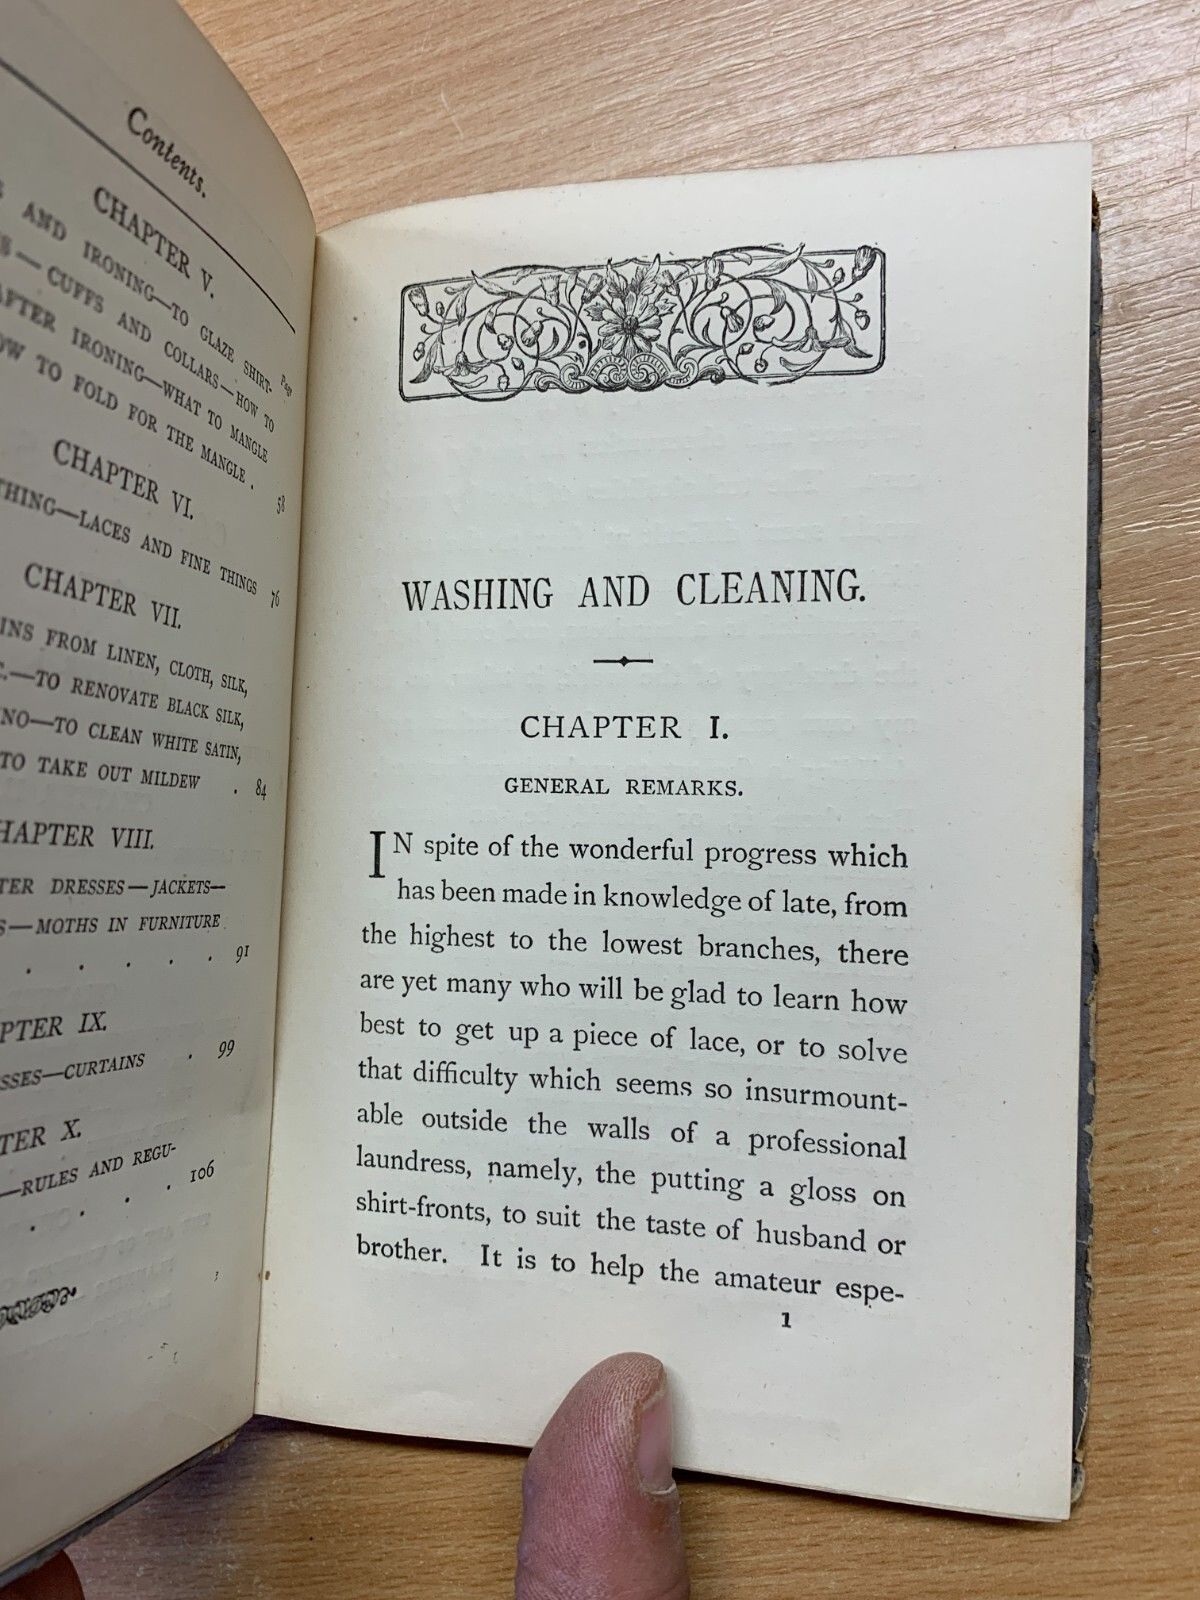 Contents.
CHAPTER V.
Page
AND IRONING—TO GLAZE SHIRT-
— CUFFS AND COLLARS—HOW TO
AFTER IRONING—WHAT TO MANGLE
TO FOLD FOR THE MANGLE . 58
CHAPTER VI.
THING—LACES AND FINE THINGS 76
CHAPTER VII.
INS FROM LINEN, CLOTH, SILK,
C.—TO RENOVATE BLACK SILK,
NO—TO CLEAN WHITE SATIN,
TO TAKE OUT MILDEW . 84
HAPTER VIII.
TER DRESSES—JACKETS—
S—MOTHS IN FURNITURE
. . . . . 91
PTER IX.
SSES—CURTAINS . 99
TER X.
—RULES AND REGU-
. . . . 106
WASHING AND CLEANING.
CHAPTER I.
GENERAL REMARKS.
IN spite of the wonderful progress which
has been made in knowledge of late, from
the highest to the lowest branches, there
are yet many who will be glad to learn how
best to get up a piece of lace, or to solve
that difficulty which seems so insurmount-
able outside the walls of a professional
laundress, namely, the putting a gloss on
shirt-fronts, to suit the taste of husband or
brother. It is to help the amateur espe-
1